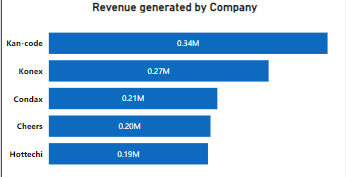 Revenue generated by Company
Kan-code 0.34M
Konex 0.27M
Condax 0.21M
Cheers 0.20M
Hottechi 0.19M